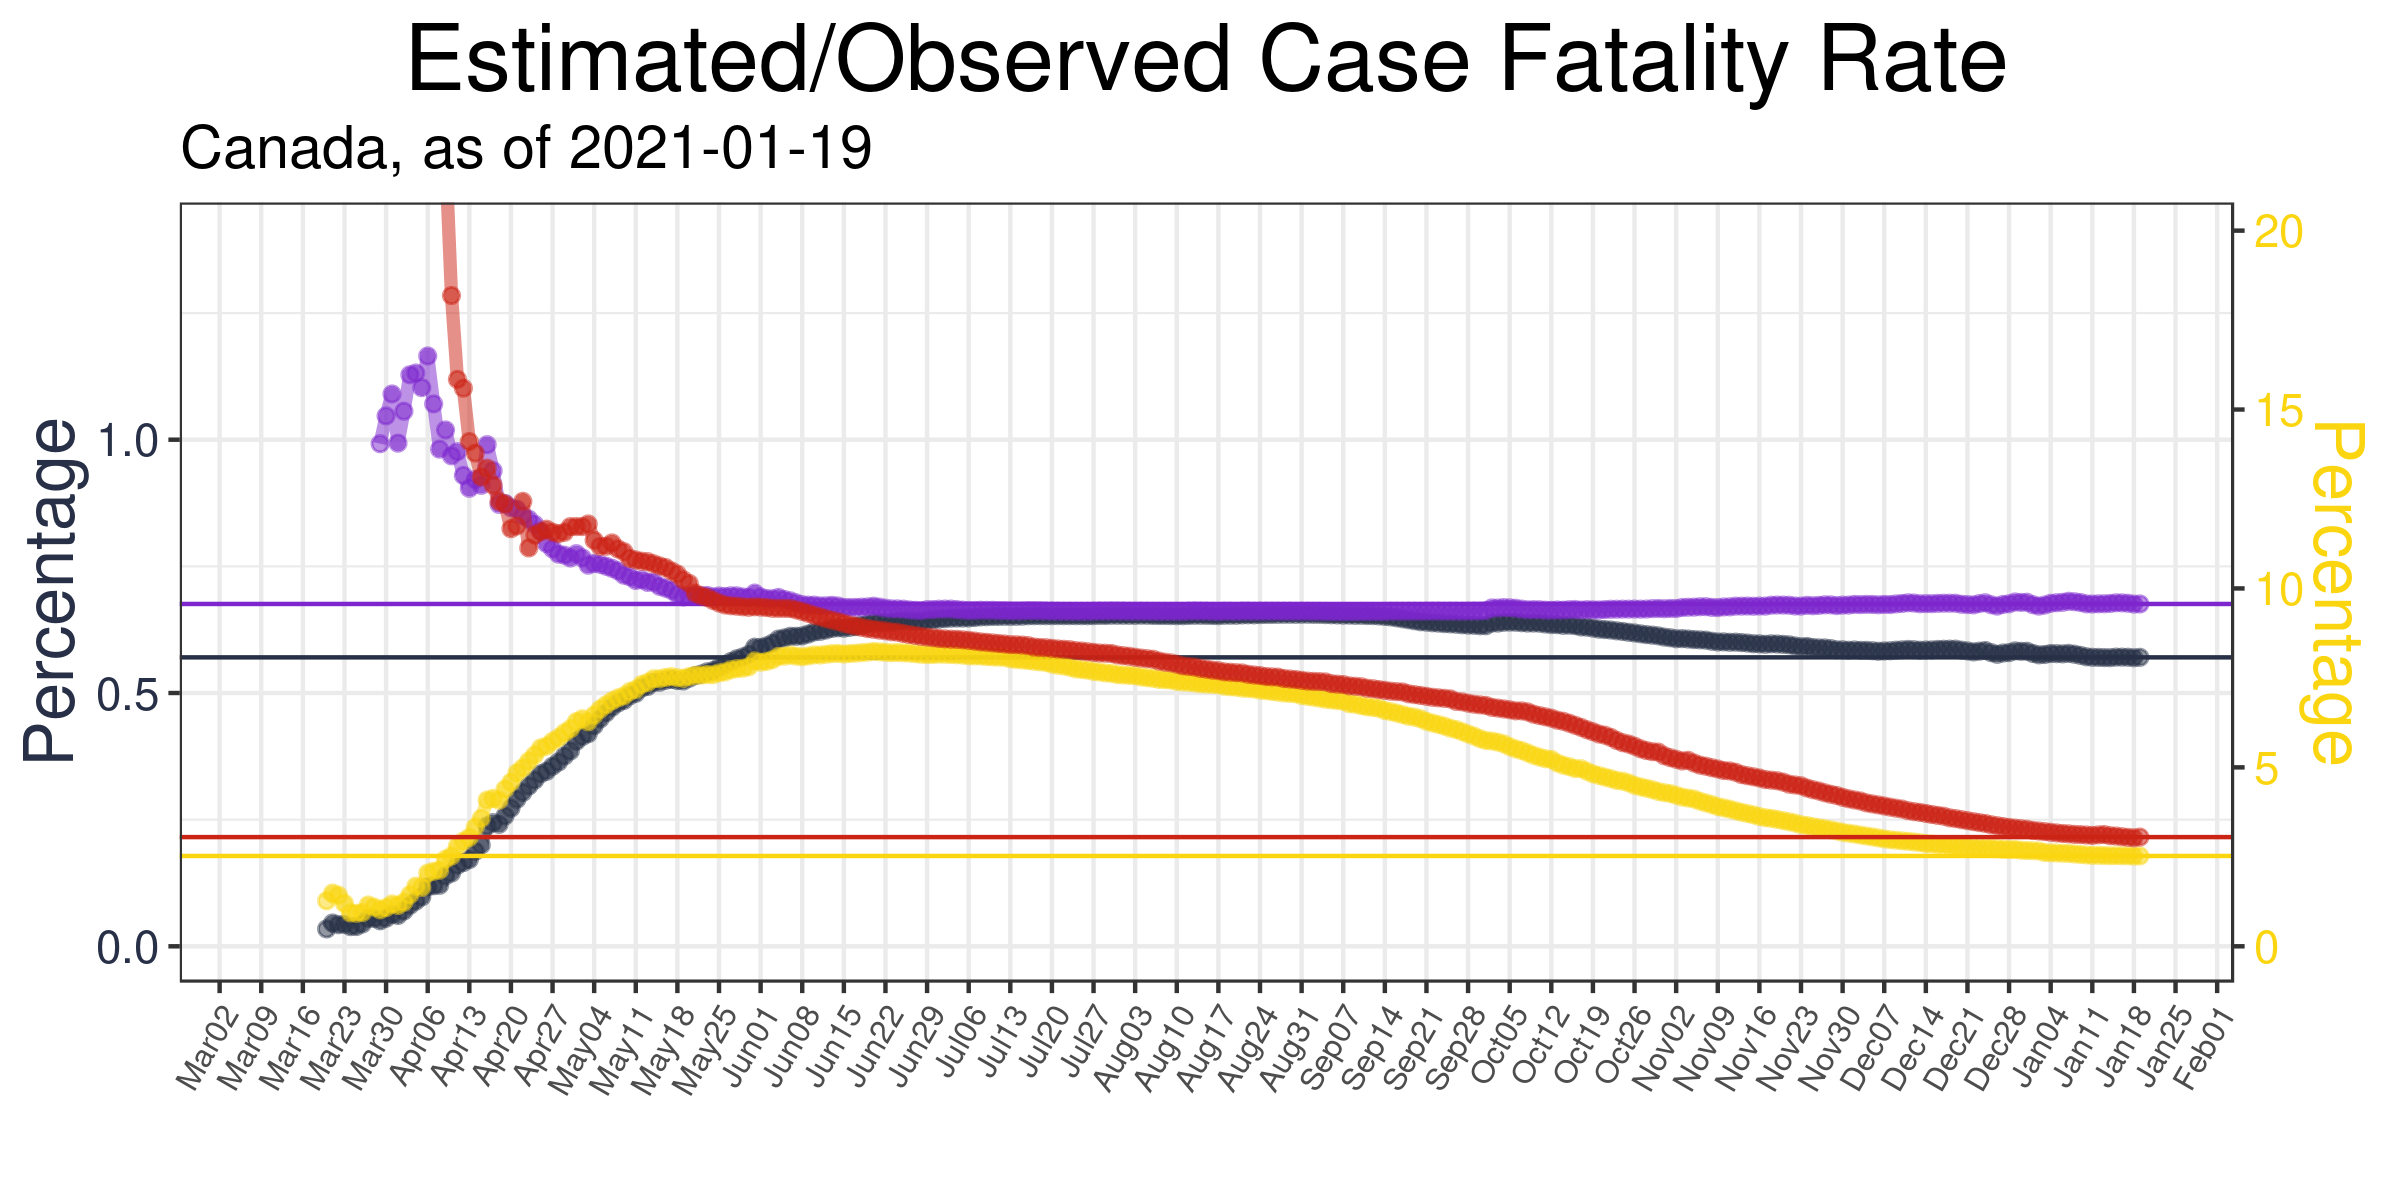 Estimated/Observed Case Fatality Rate
Canada, as of 2021-01-19
Percentage
1.0
0.5
0.0
20
15
10
5
0
Percentage
Mar02
Mar09
Mar16
Mar23
Mar30
Apr06
Apr13
Apr20
Apr27
May04
May11
May18
May25
Jun01
Jun08
Jun15
Jun22
Jun29
Jul06
Jul13
Jul20
Jul27
Aug03
Aug10
Aug17
Aug24
Aug31
Sep07
Sep14
Sep21
Sep28
Oct05
Oct12
Oct19
Oct26
Nov02
Nov09
Nov16
Nov23
Nov30
Dec07
Dec14
Dec21
Dec28
Jan04
Jan11
Jan18
Jan25
Feb01